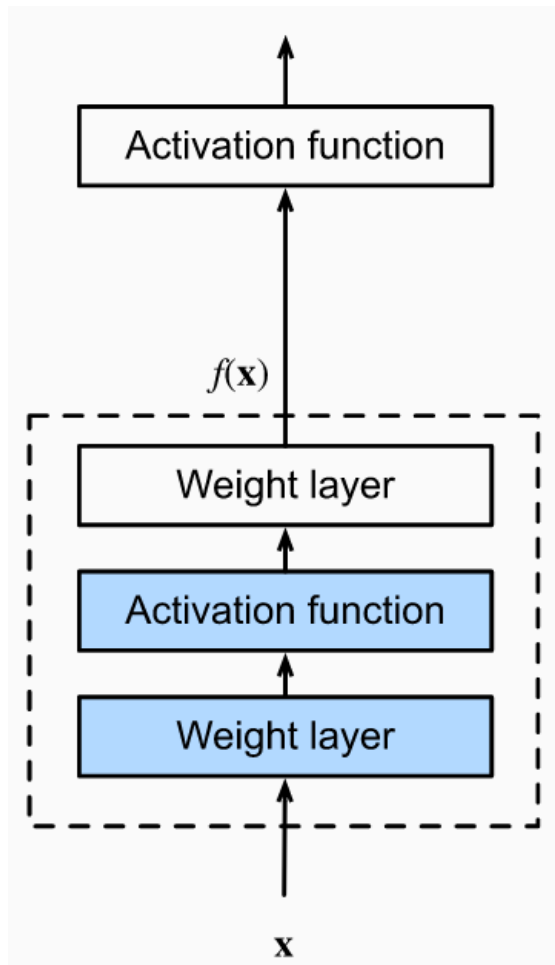 Activation function
f(x)
Weight layer
Activation function
Weight layer
x